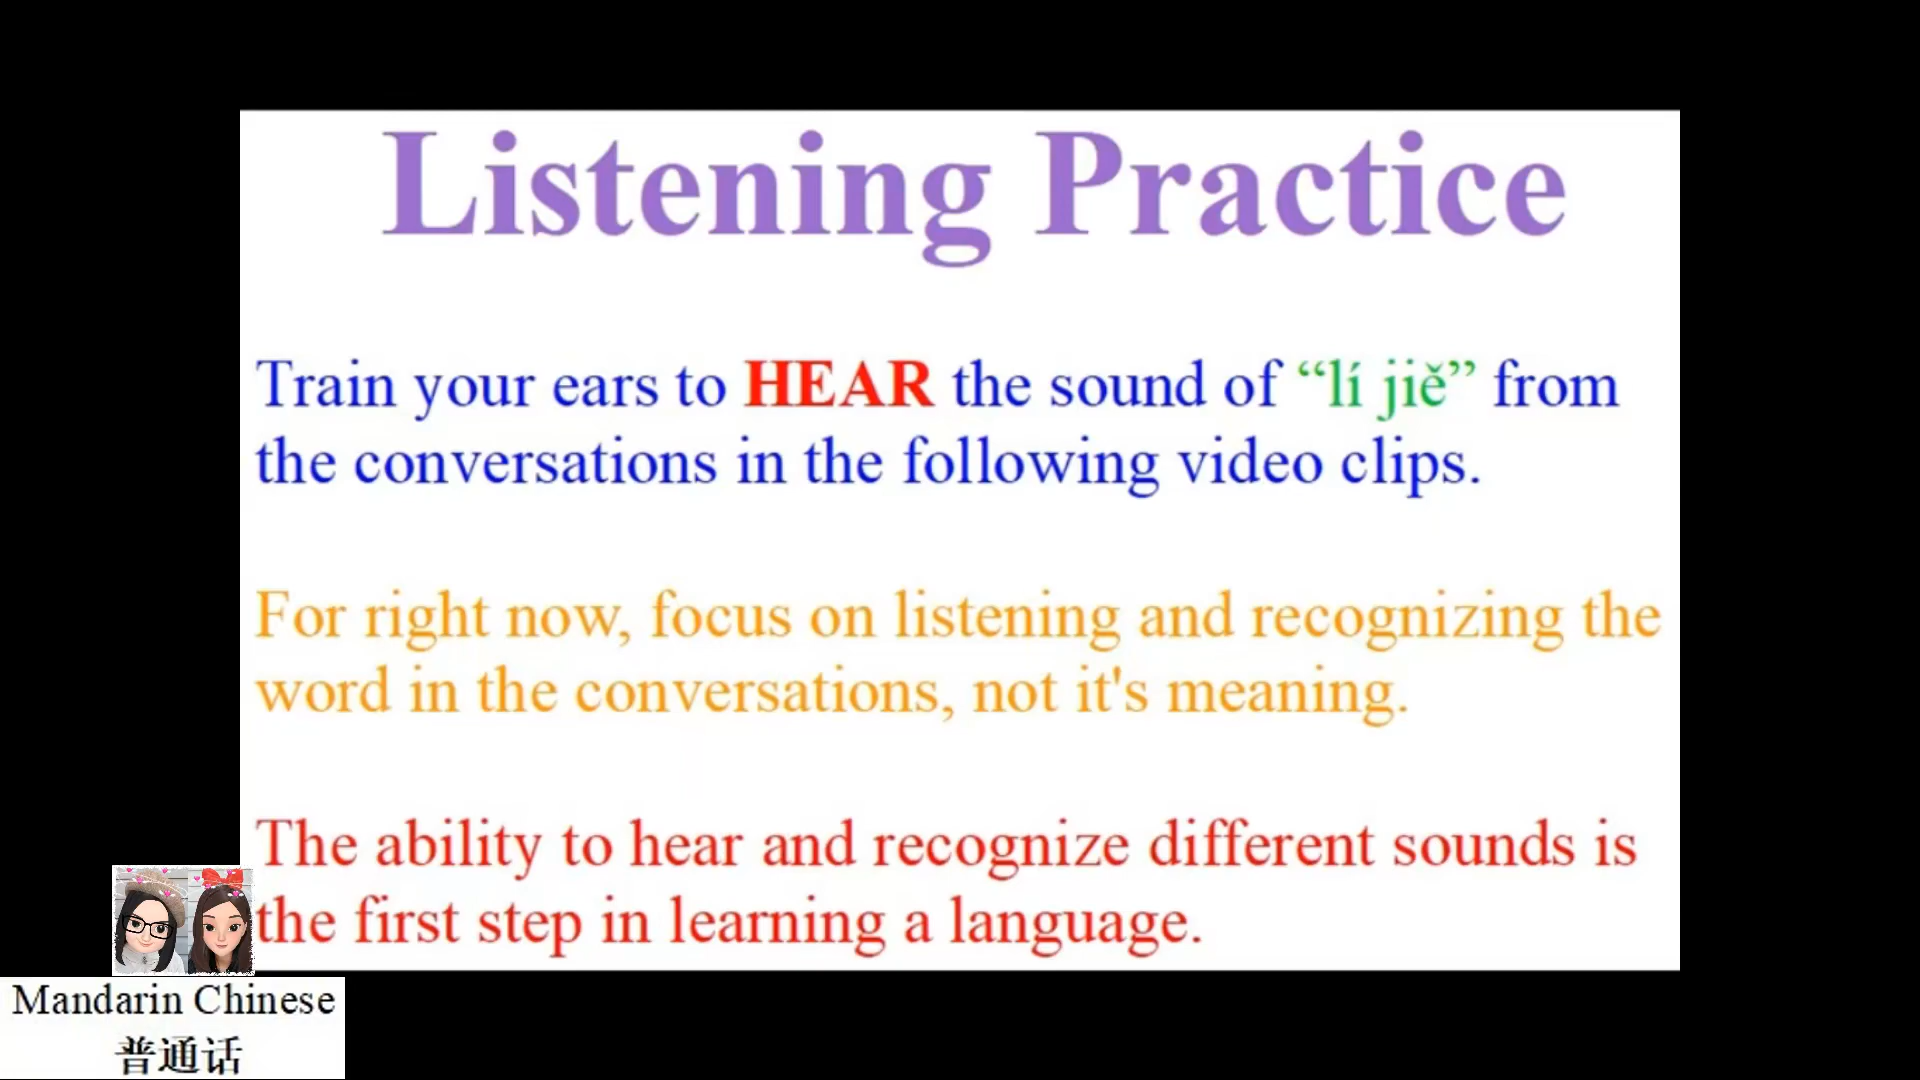 Listening Practice
Train your ears to HEAR the sound of “lí jiě” from
the conversations in the following video clips.
For right now, focus on listening and recognizing the
word in the conversations, not it's meaning.
The ability to hear and recognize different sounds is
the first step in learning a language.
Mandarin Chinese
普通话